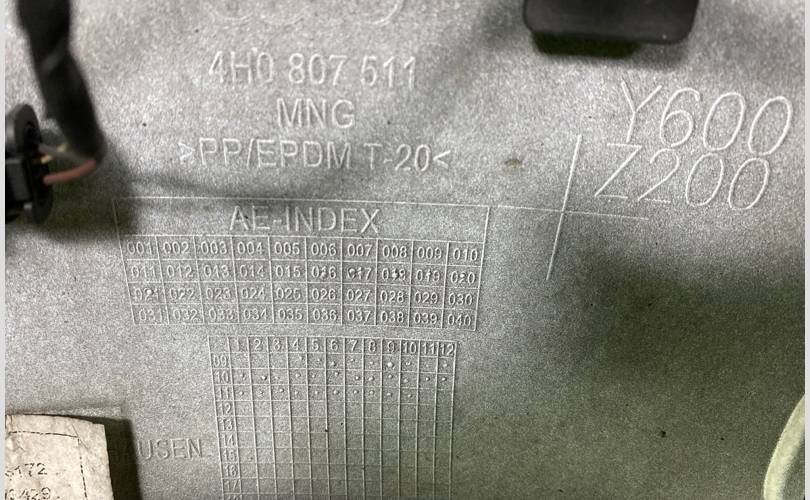 4H0 807 511
MNG
>PP/EPDM T-20<
Y600
Z200
AE-INDEX
001 002 003 004 005 006 007 008 009 010
011 012 013 014 015 016 017 018 019 020
021 022 023 024 025 026 027 028 029 030
031 032 033 034 035 036 037 038 039 040
1 2 3 4 5 6 7 8 9 10 11 12
09
10
11
12
13
14
15
16
17
USEN